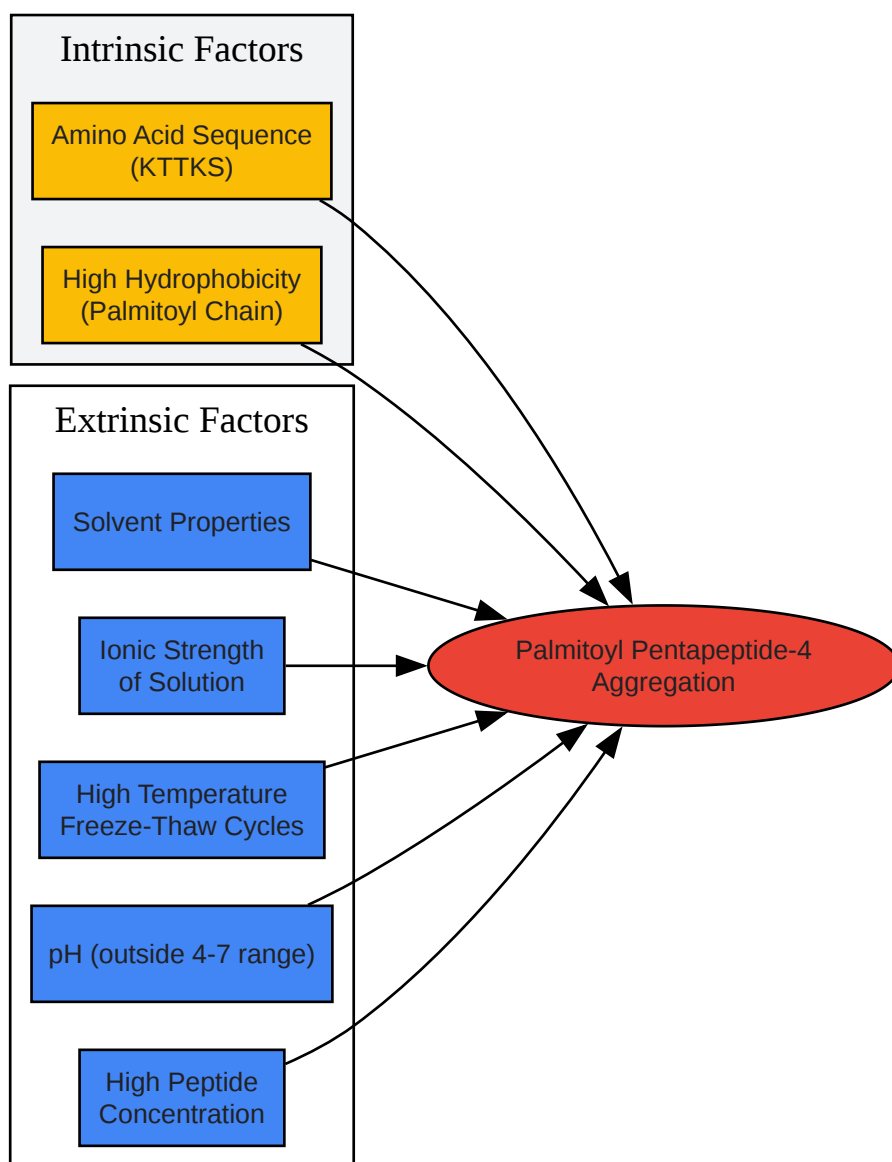 Intrinsic Factors
Amino Acid Sequence
(KTTKS)
High Hydrophobicity
(Palmitoyl Chain)
Extrinsic Factors
Solvent Properties
Ionic Strength
of Solution
High Temperature
Freeze-Thaw Cycles
pH (outside 4-7 range)
High Peptide
Concentration
Palmitoyl Pentapeptide-4
Aggregation